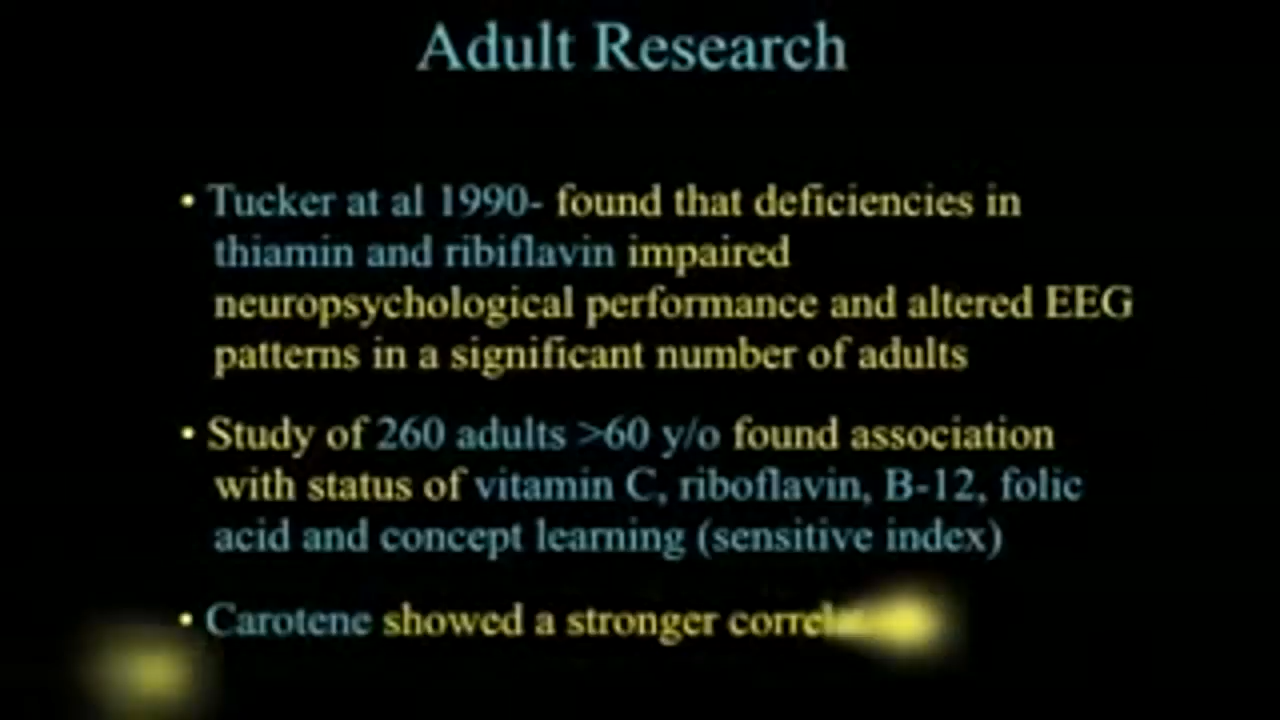 Adult Research
• Tucker at al 1990- found that deficiencies in
thiamin and ribiflavin impaired
neuropsychological performance and altered EEG
patterns in a significant number of adults
• Study of 260 adults >60 y/o found association
with status of vitamin C, riboflavin, B-12, folic
acid and concept learning (sensitive index)
• Carotene showed a stronger